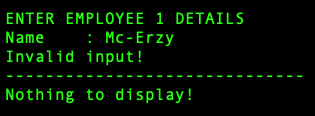 ENTER EMPLOYEE 1 DETAILS
Name    : Mc-Erzy
Invalid input!
------------------------------
Nothing to display!